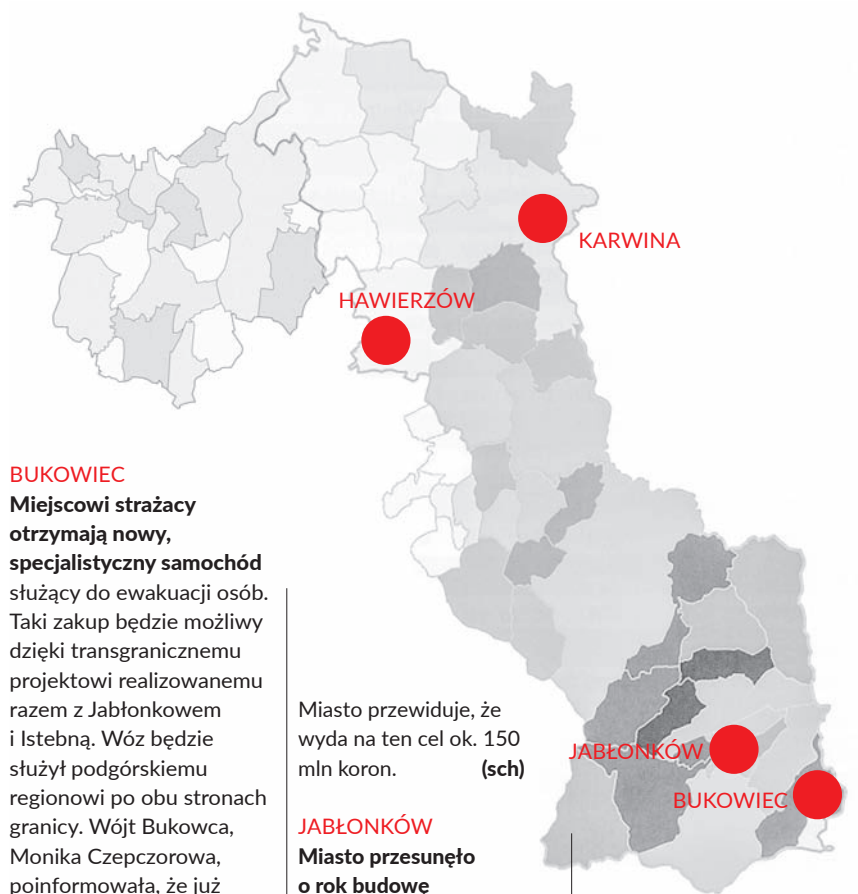 KARWINA
HAWIERZÓW
JABŁONKÓW
BUKOWIEC
BUKOWIEC
Miejscowi strażacy
otrzymają nowy,
specjalistyczny samochód
służący do ewakuacji osób.
Taki zakup będzie możliwy
dzięki transgranicznemu
projektowi realizowanemu
razem z Jabłonkowem
i Istebną. Wóz będzie
służył podgórskiemu
regionowi po obu stronach
granicy. Wójt Bukowca,
Monika Czepczorowa,
poinformowała, że już
Miasto przewiduje, że
wyda na ten cel ok. 150
mln koron. (sch)
JABŁONKÓW
Miasto przesunęło
o rok budowę